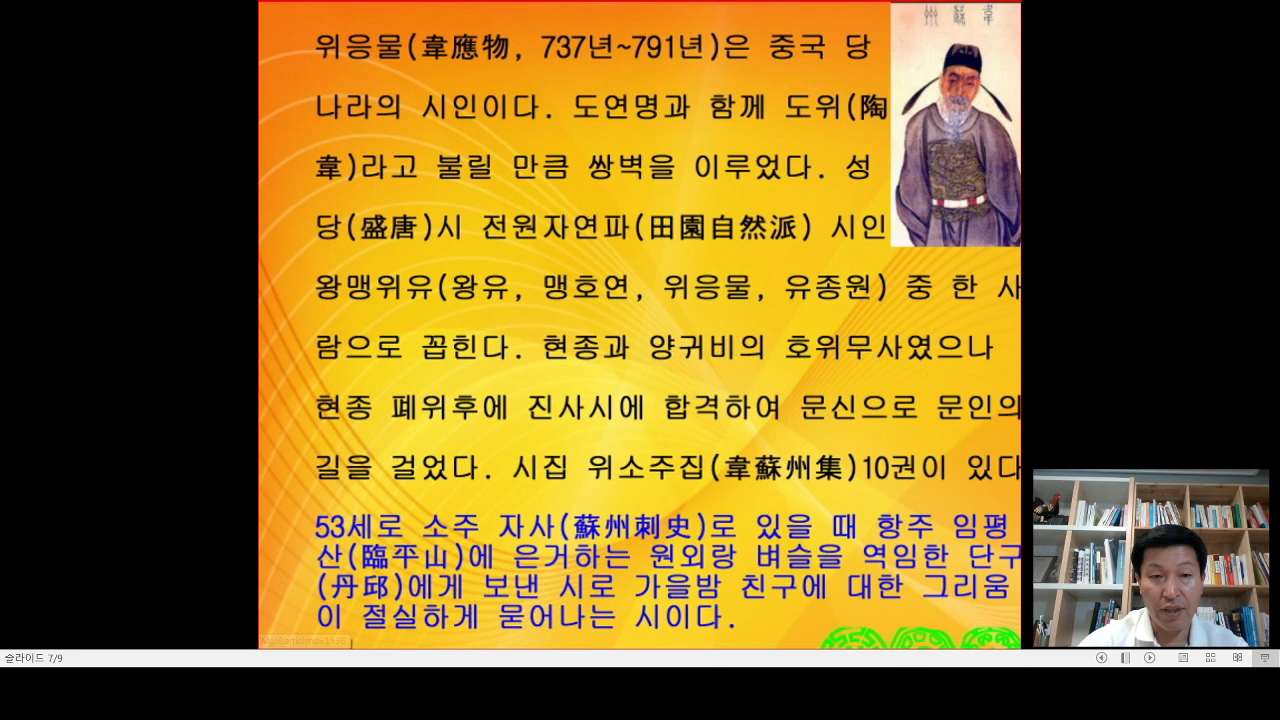 위응물(韋應物, 737년~791년)은 중국 당
나라의 시인이다. 도연명과 함께 도위(陶
韋)라고 불릴 만큼 쌍벽을 이루었다. 성
당(盛唐)시 전원자연파(田園自然派) 시인
왕맹위유(왕유, 맹호연, 위응물, 유종원) 중 한 사
람으로 꼽힌다. 현종과 양귀비의 호위무사였으나
현종 폐위후에 진사시에 합격하여 문신으로 문인의
길을 걸었다. 시집 위소주집(韋蘇州集)10권이 있다
53세로 소주 자사(蘇州刺史)로 있을 때 항주 임평
산(臨平山)에 은거하는 원외랑 벼슬을 역임한 단구
(丹邱)에게 보낸 시로 가을밤 친구에 대한 그리움
이 절실하게 묻어나는 시이다.
슬라이드 7/9